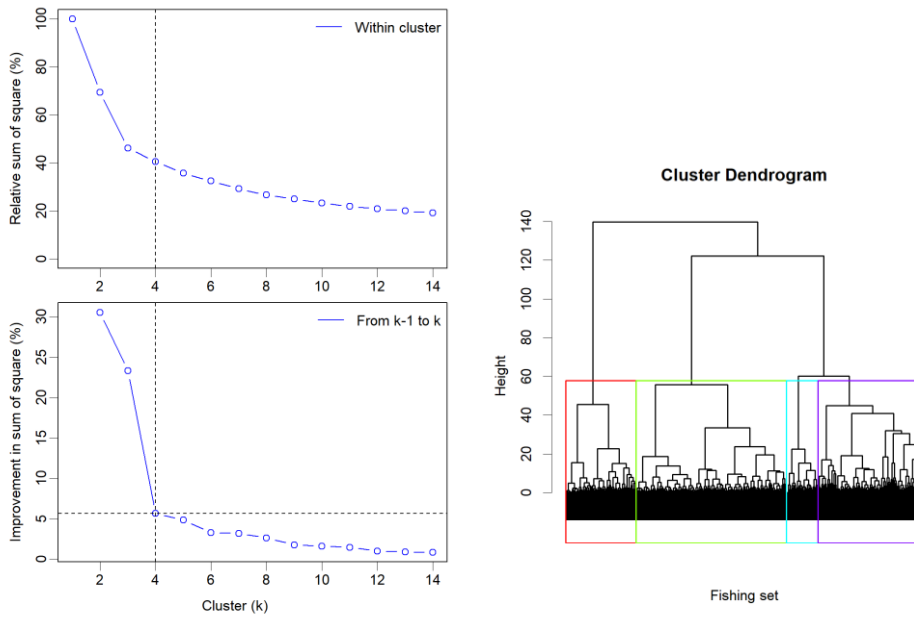 Relative sum of square (%)
100
80
60
40
20
0
Within cluster
2 4 6 8 10 12 14
Improvement in sum of square (%)
30
25
20
15
10
5
0
From k-1 to k
2 4 6 8 10 12 14
Cluster (k)
Cluster Dendrogram
Height
140
120
100
80
60
40
20
0
Fishing set